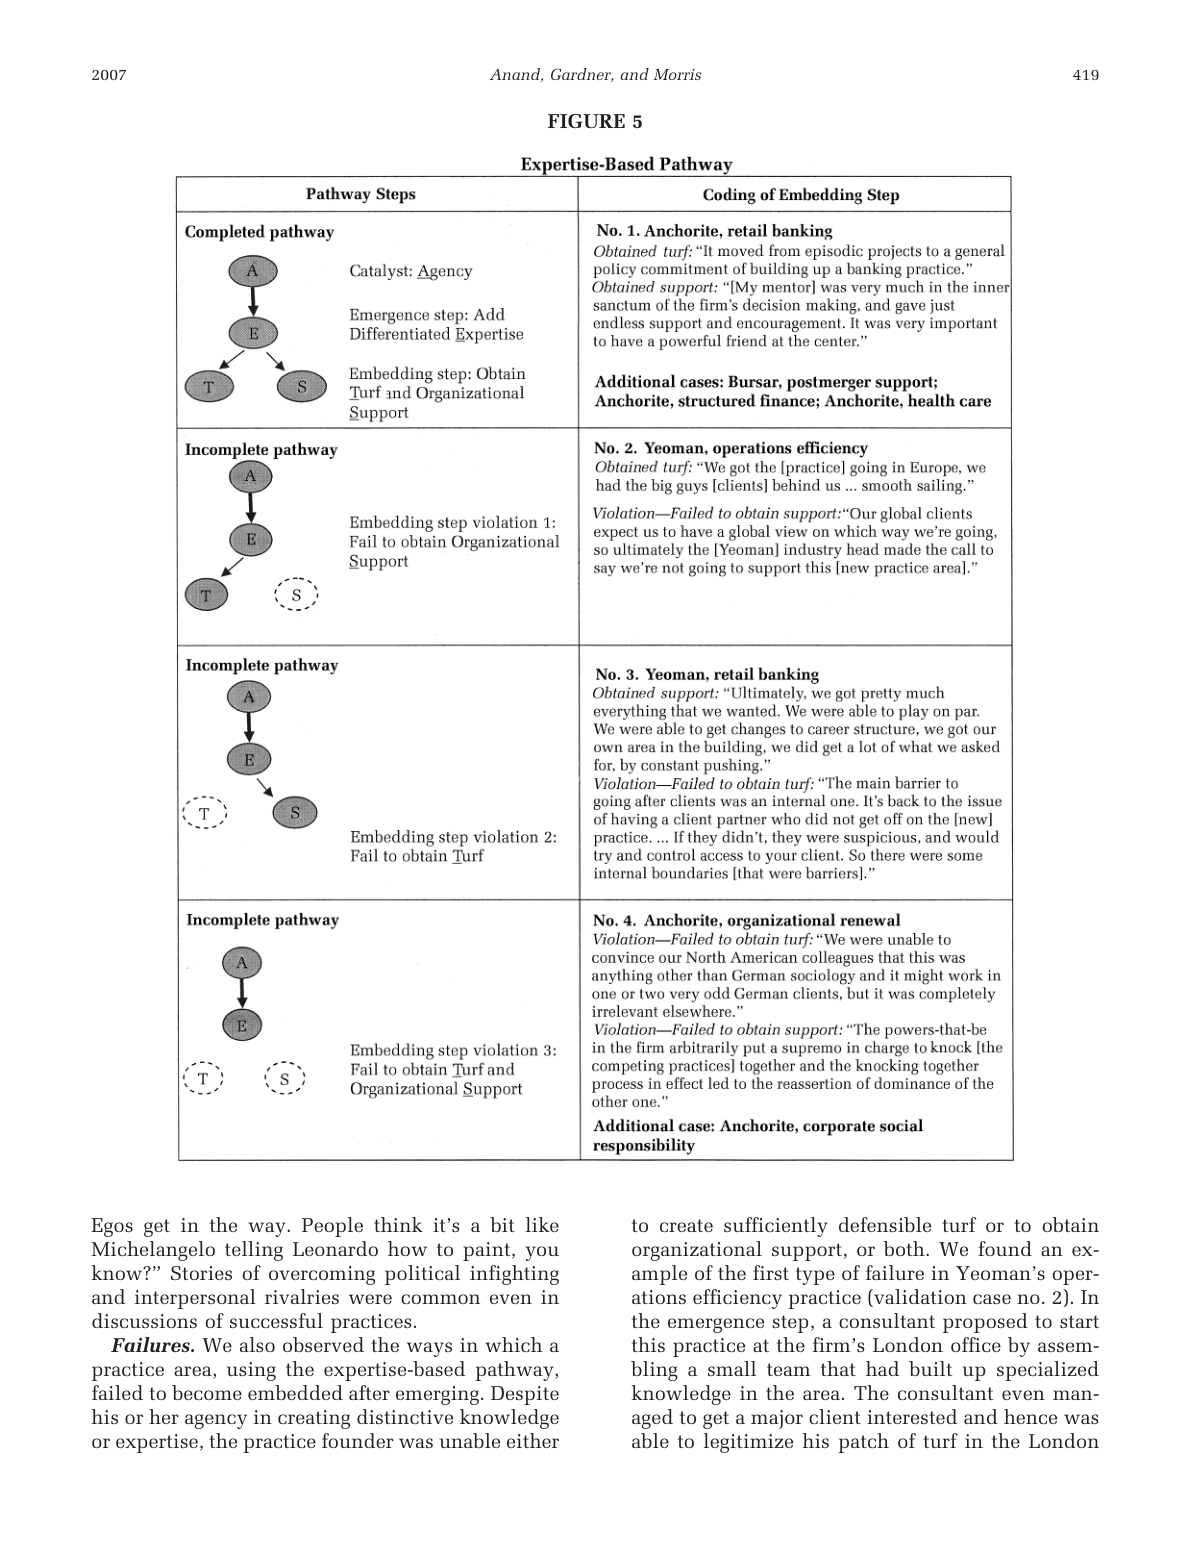 2007
Anand, Gardner, and Morris
419
FIGURE 5
Expertise-Based Pathway
Pathway Steps
Coding of Embedding Step
Completed pathway
A
Catalyst: Agency
E
Emergence step: Add
Differentiated Expertise
T
S
Embedding step: Obtain
Turf and Organizational
Support
No. 1. Anchorite, retail banking
Obtained turf: “It moved from episodic projects to a general
policy commitment of building up a banking practice.”
Obtained support: “[My mentor] was very much in the inner
sanctum of the firm's decision making, and gave just
endless support and encouragement. It was very important
to have a powerful friend at the center.”
Additional cases: Bursar, postmerger support;
Anchorite, structured finance; Anchorite, health care
Incomplete pathway
A
E
T
S
Embedding step violation 1:
Fail to obtain Organizational
Support
No. 2. Yeoman, operations efficiency
Obtained turf: “We got the [practice] going in Europe, we
had the big guys [clients] behind us ... smooth sailing.”
Violation—Failed to obtain support:“Our global clients
expect us to have a global view on which way we're going,
so ultimately the [Yeoman] industry head made the call to
say we're not going to support this [new practice area].”
Incomplete pathway
A
E
T
S
Embedding step violation 2:
Fail to obtain Turf
No. 3. Yeoman, retail banking
Obtained support: “Ultimately, we got pretty much
everything that we wanted. We were able to play on par.
We were able to get changes to career structure, we got our
own area in the building, we did get a lot of what we asked
for, by constant pushing.”
Violation—Failed to obtain turf: “The main barrier to
going after clients was an internal one. It's back to the issue
of having a client partner who did not get off on the [new]
practice. ... If they didn't, they were suspicious, and would
try and control access to your client. So there were some
internal boundaries [that were barriers].”
Incomplete pathway
A
E
T
S
Embedding step violation 3:
Fail to obtain Turf and
Organizational Support
No. 4. Anchorite, organizational renewal
Violation—Failed to obtain turf: “We were unable to
convince our North American colleagues that this was
anything other than German sociology and it might work in
one or two very odd German clients, but it was completely
irrelevant elsewhere.”
Violation—Failed to obtain support: “The powers-that-be
in the firm arbitrarily put a supremo in charge to knock [the
competing practices] together and the knocking together
process in effect led to the reassertion of dominance of the
other one.”
Additional case: Anchorite, corporate social
responsibility
Egos get in the way. People think it's a bit like
Michelangelo telling Leonardo how to paint, you
know?” Stories of overcoming political infighting
and interpersonal rivalries were common even in
discussions of successful practices.
Failures. We also observed the ways in which a
practice area, using the expertise-based pathway,
failed to become embedded after emerging. Despite
his or her agency in creating distinctive knowledge
or expertise, the practice founder was unable either
to create sufficiently defensible turf or to obtain
organizational support, or both. We found an ex-
ample of the first type of failure in Yeoman's oper-
ations efficiency practice (validation case no. 2). In
the emergence step, a consultant proposed to start
this practice at the firm's London office by assem-
bling a small team that had built up specialized
knowledge in the area. The consultant even man-
aged to get a major client interested and hence was
able to legitimize his patch of turf in the London